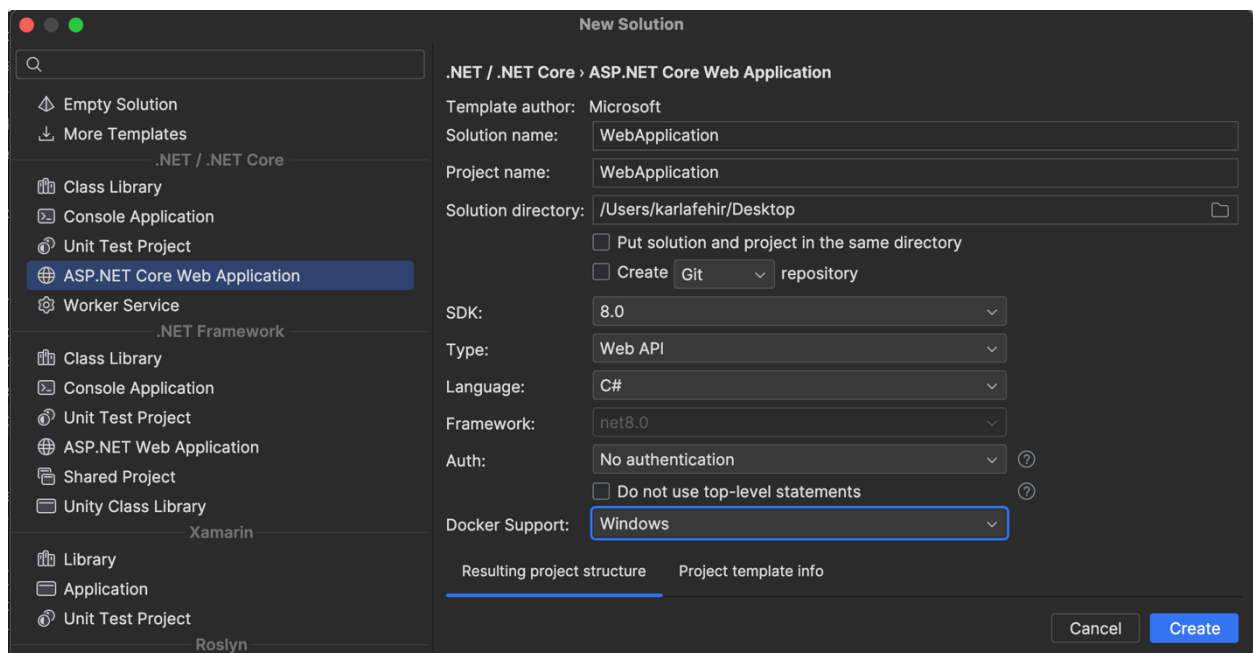 New Solution
Empty Solution
More Templates
.NET / .NET Core
Class Library
Console Application
Unit Test Project
ASP.NET Core Web Application
Worker Service
.NET Framework
Class Library
Console Application
Unit Test Project
ASP.NET Web Application
Shared Project
Unity Class Library
Xamarin
Library
Application
Unit Test Project
Roslyn
.NET / .NET Core › ASP.NET Core Web Application
Template author: Microsoft
Solution name: WebApplication
Project name: WebApplication
Solution directory: /Users/karlafehir/Desktop
Put solution and project in the same directory
Create Git repository
SDK: 8.0
Type: Web API
Language: C#
Framework: net8.0
Auth: No authentication ?
Do not use top-level statements ?
Docker Support: Windows
Resulting project structure Project template info
Cancel Create